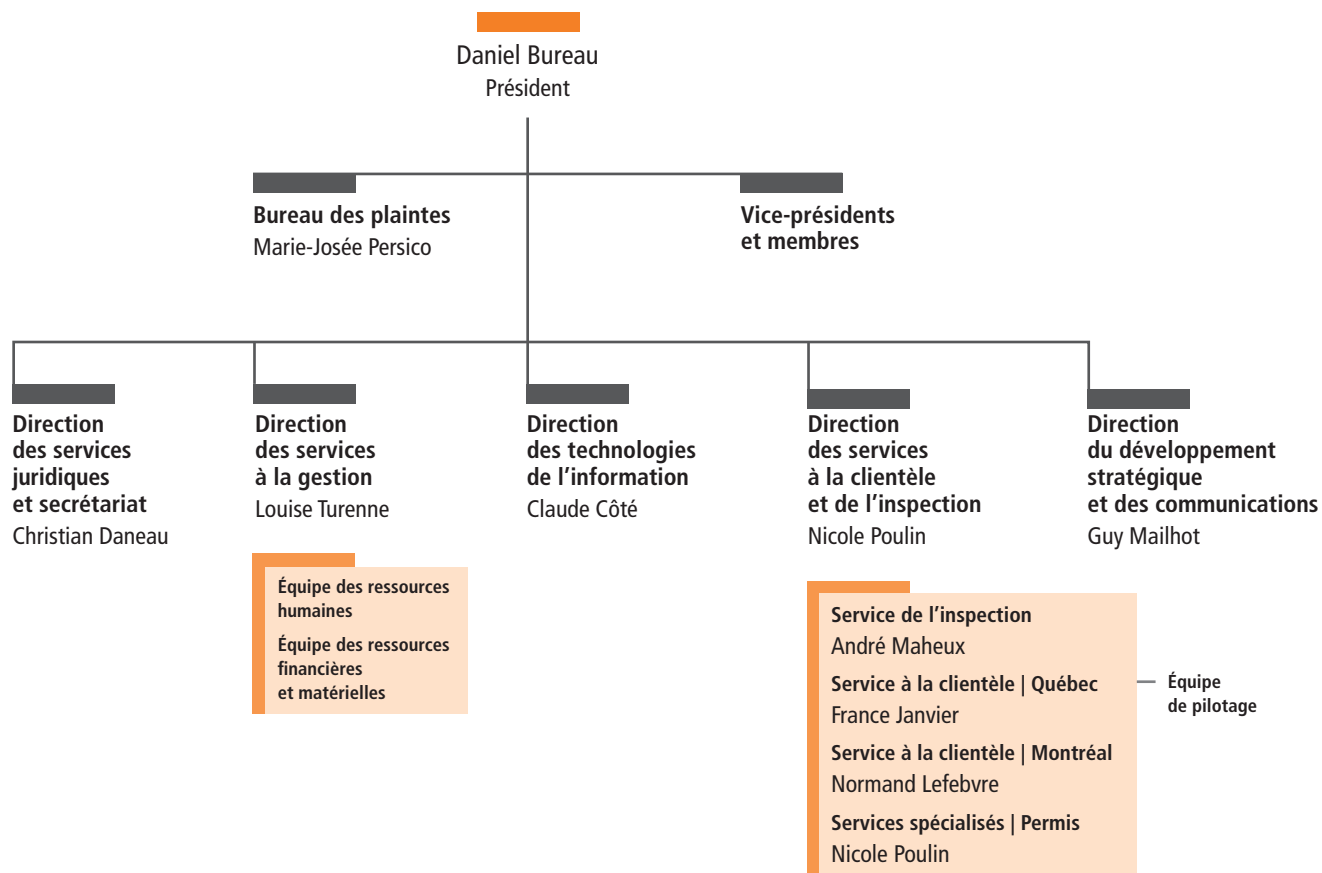 Daniel Bureau
Président
Bureau des plaintes
Marie-Josée Persico
Vice-présidents
et membres
Direction
des services
juridiques
et secrétariat
Christian Daneau
Direction
des services
à la gestion
Louise Turenne
Équipe des ressources
humaines
Équipe des ressources
financières
et matérielles
Direction
des technologies
de l’information
Claude Côté
Direction
des services
à la clientèle
et de l’inspection
Nicole Poulin
Service de l’inspection
André Maheux
Service à la clientèle | Québec
France Janvier
Service à la clientèle | Montréal
Normand Lefebvre
Services spécialisés | Permis
Nicole Poulin
Équipe
de pilotage
Direction
du développement
stratégique
et des communications
Guy Mailhot